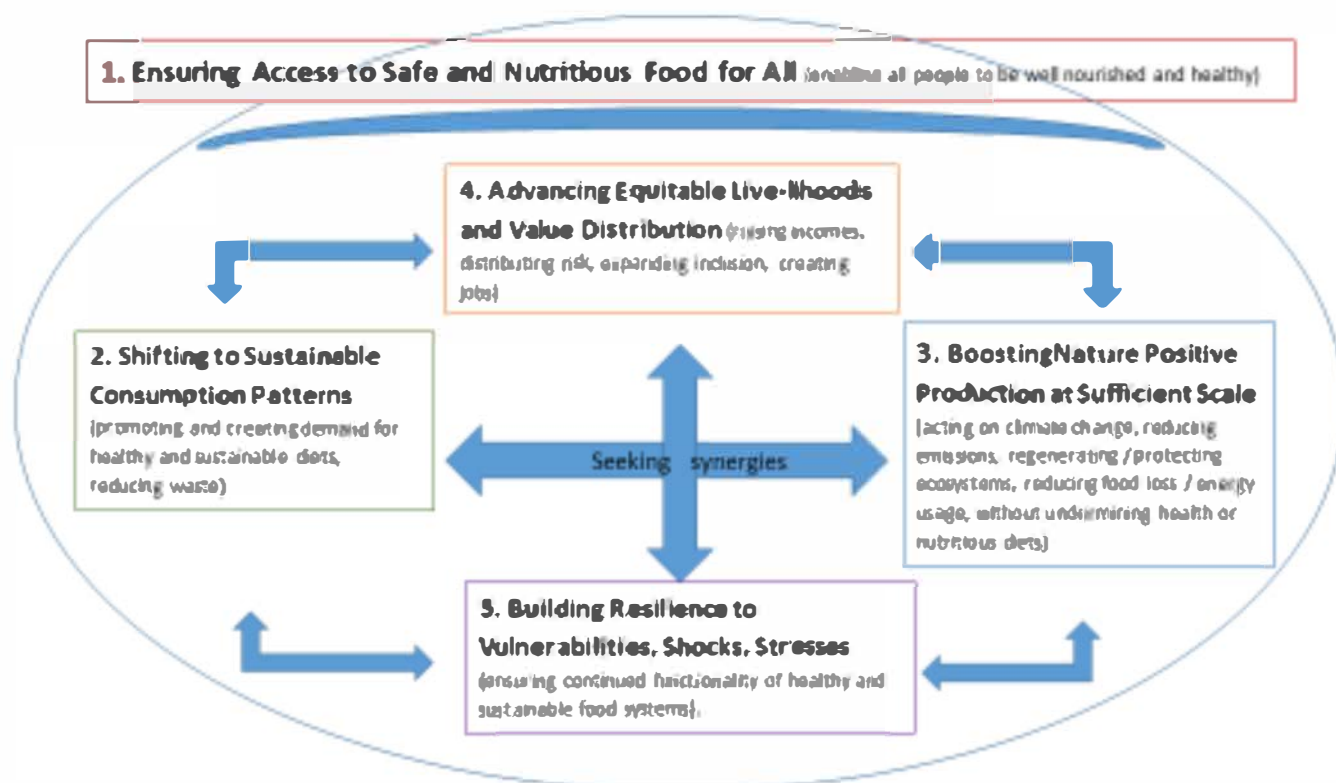 1. Ensuring Access to Safe and Nutritious Food for All (enabling all people to be well nourished and healthy)
4. Advancing Equitable Live-lihoods
and Value Distribution (raising incomes,
distributing risk, expanding inclusion, creating
jobs)
2. Shifting to Sustainable
Consumption Patterns
(promoting and creating demand for
healthy and sustainable diets,
reducing waste)
3. Boosting Nature Positive
Production at Sufficient Scale
(acting on climate change, reducing
emissions, regenerating / protecting
ecosystems, reducing food loss / energy
usage, without undermining health or
nutritious diets)
Seeking synergies
5. Building Resilience to
Vulnerabilities, Shocks, Stresses
(ensuring continued functionality of healthy and
sustainable food systems).